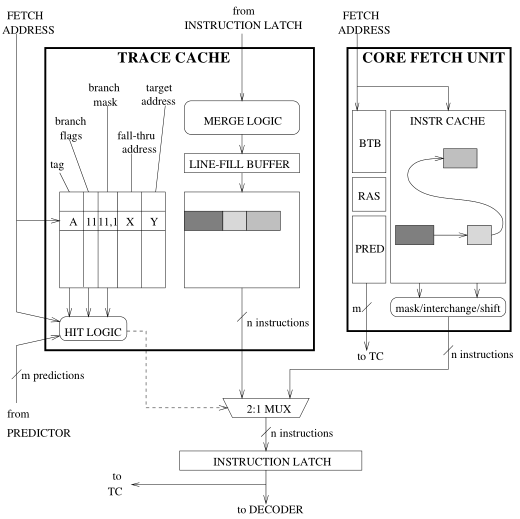 from
INSTRUCTION LATCH
FETCH
ADDRESS
FETCH
ADDRESS
TRACE CACHE
CORE FETCH UNIT
branch
mask
target
address
branch
flags
fall-thru
address
tag
MERGE LOGIC
LINE-FILL BUFFER
INSTR CACHE
BTB
RAS
PRED
A
11
11,1
X
Y
HIT LOGIC
n instructions
m
mask/interchange/shift
to TC
n instructions
m predictions
from
PREDICTOR
2:1 MUX
n instructions
INSTRUCTION LATCH
to
TC
to DECODER